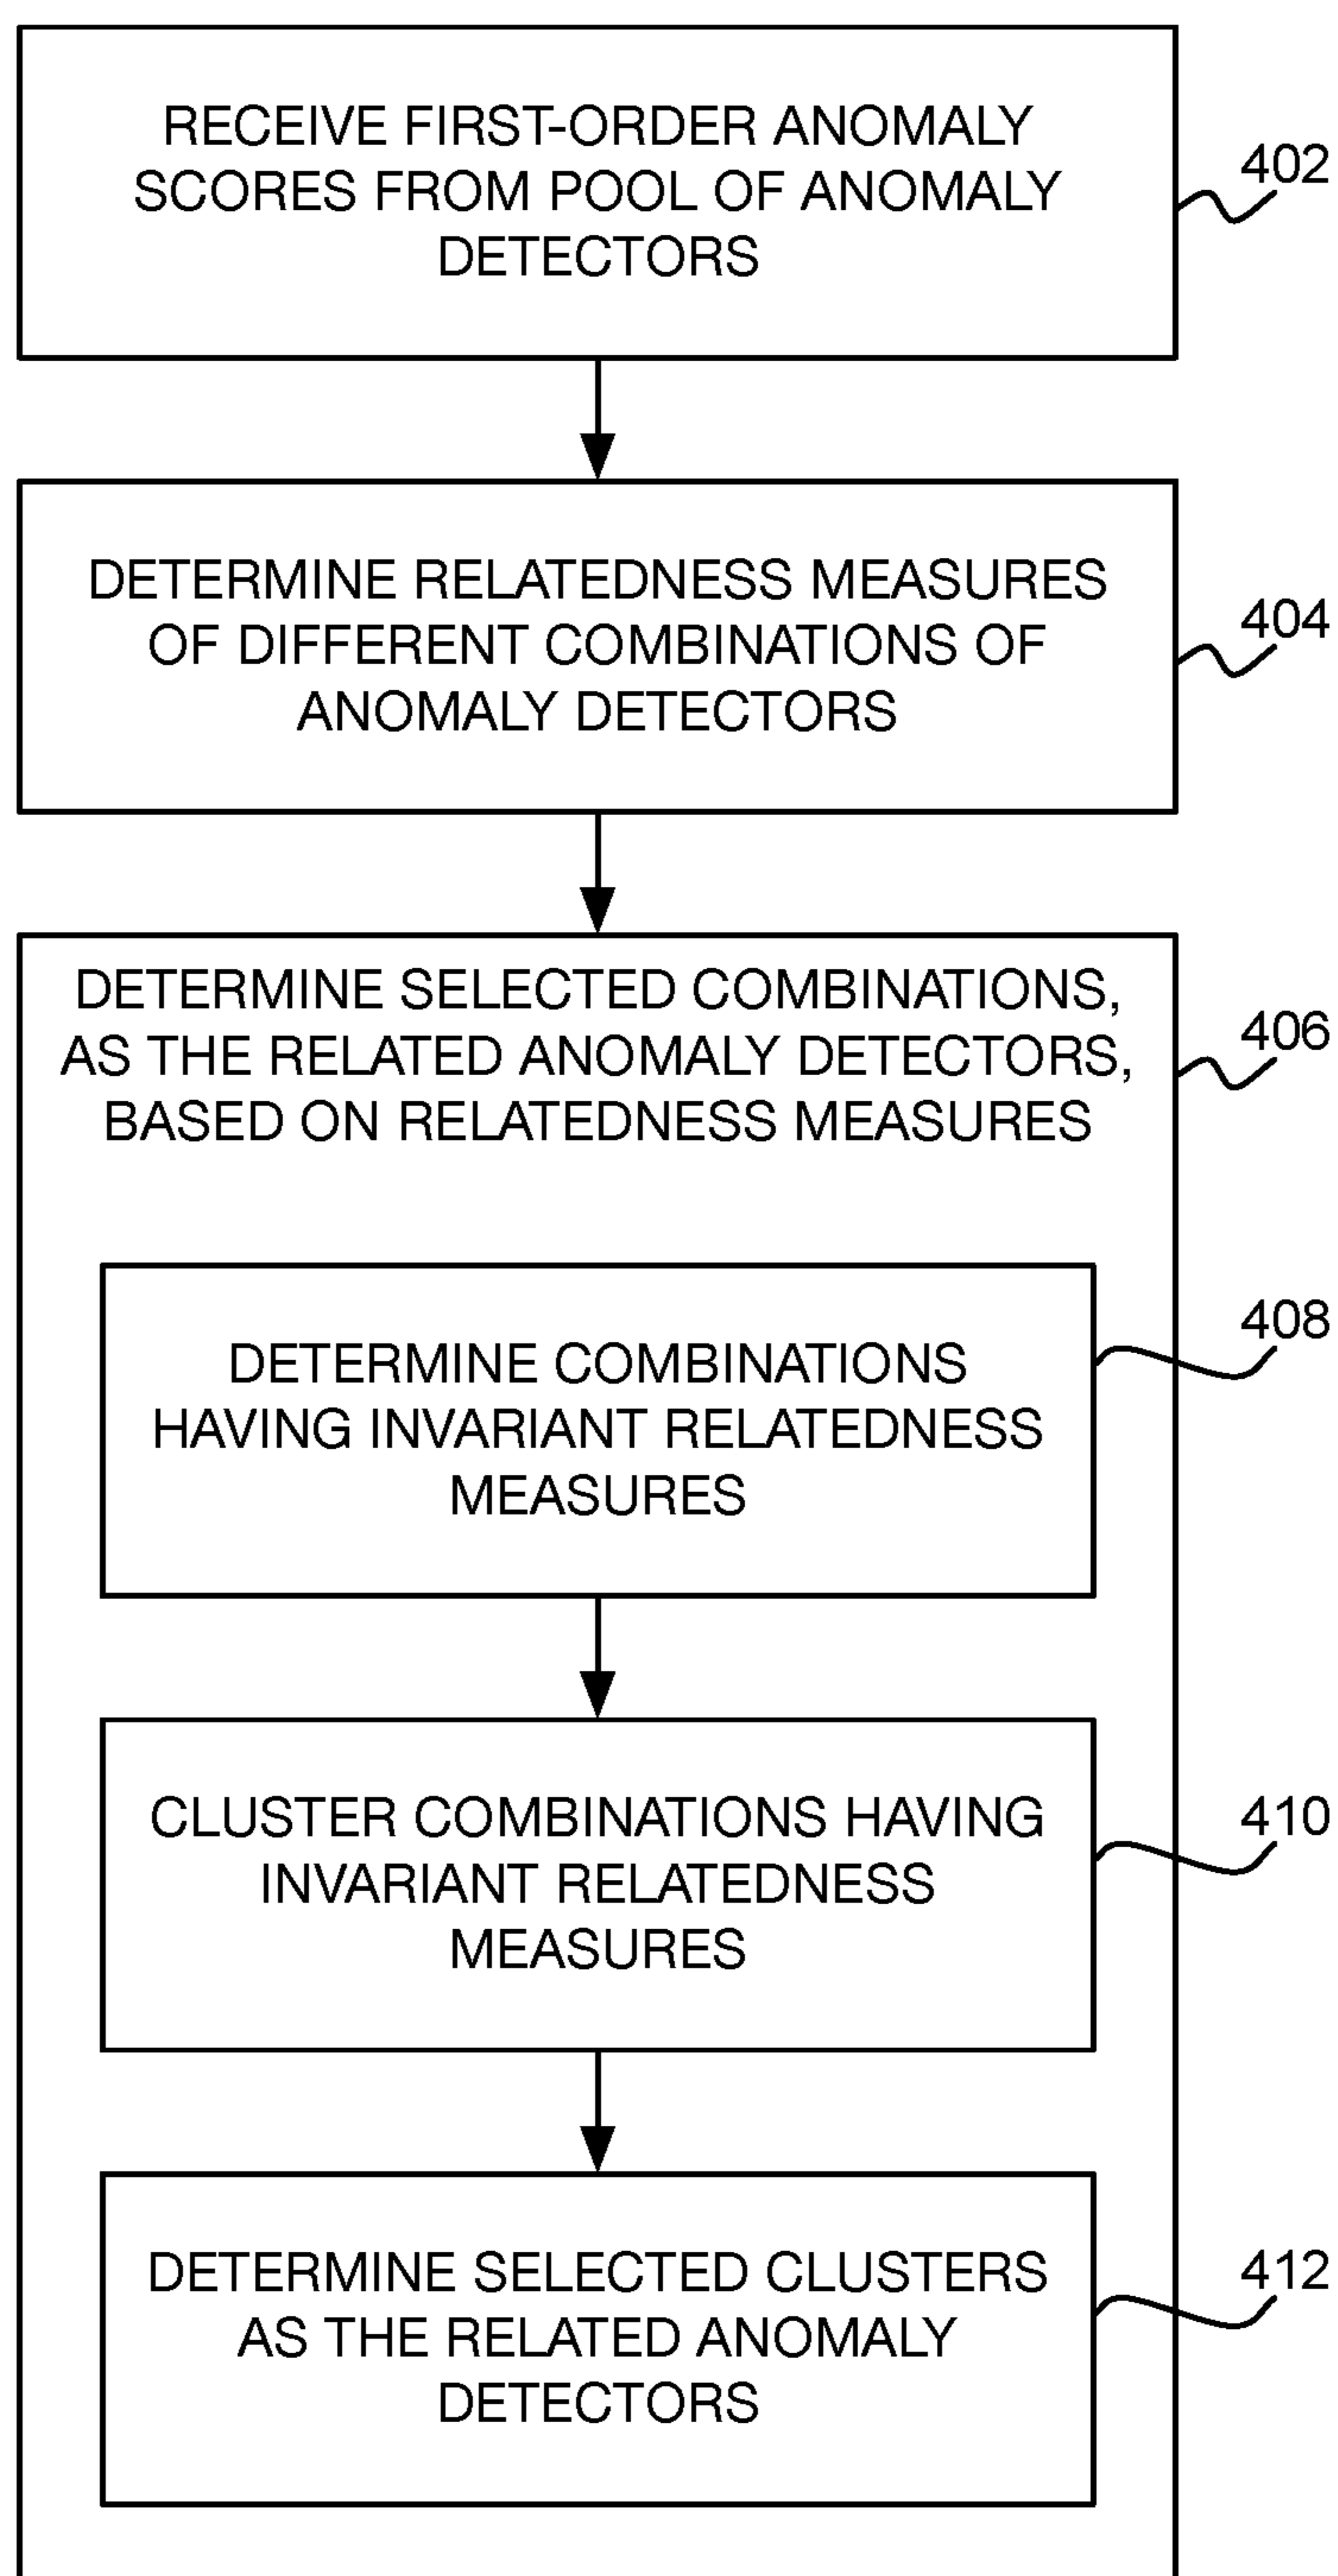 RECEIVE FIRST-ORDER ANOMALY
SCORES FROM POOL OF ANOMALY
DETECTORS
402
DETERMINE RELATEDNESS MEASURES
OF DIFFERENT COMBINATIONS OF
ANOMALY DETECTORS
404
DETERMINE SELECTED COMBINATIONS,
AS THE RELATED ANOMALY DETECTORS,
BASED ON RELATEDNESS MEASURES
406
DETERMINE COMBINATIONS
HAVING INVARIANT RELATEDNESS
MEASURES
408
CLUSTER COMBINATIONS HAVING
INVARIANT RELATEDNESS
MEASURES
410
DETERMINE SELECTED CLUSTERS
AS THE RELATED ANOMALY
DETECTORS
412